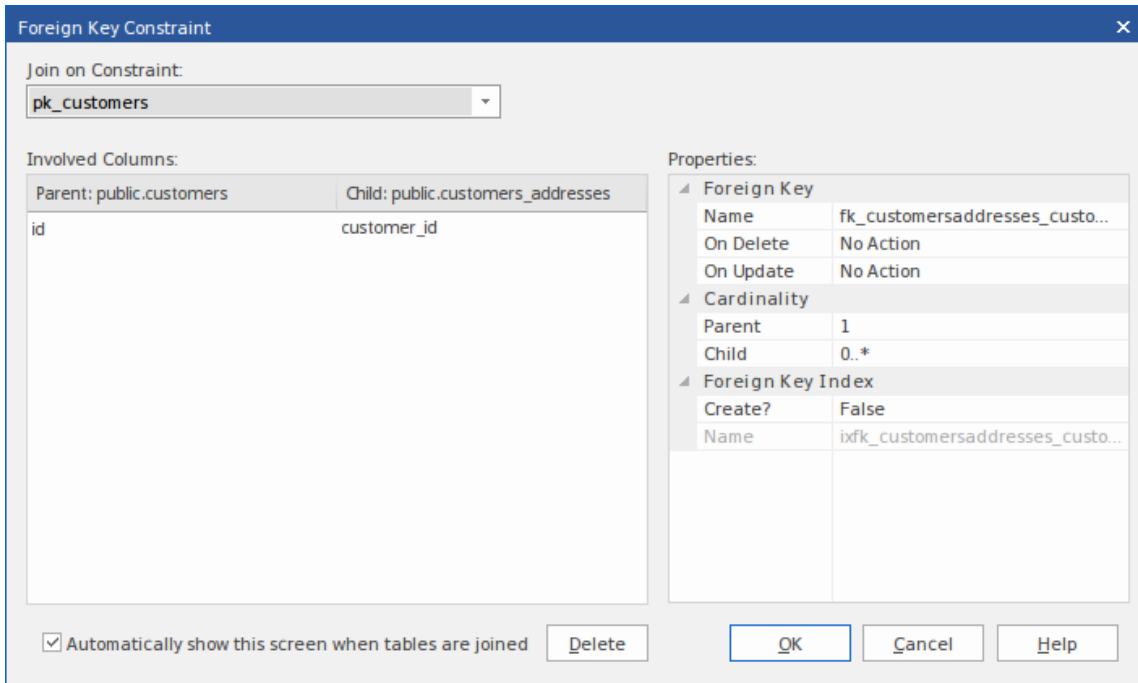 Foreign Key Constraint
Join on Constraint:
pk_customers
Involved Columns:
Parent: public.customers Child: public.customers_addresses
id customer_id
Properties:
Foreign Key
Name fk_customersaddresses_custo...
On Delete No Action
On Update No Action
Cardinality
Parent 1
Child 0..*
Foreign Key Index
Create? False
Name ixfk_customersaddresses_custo...
Automatically show this screen when tables are joined
Delete
OK
Cancel
Help